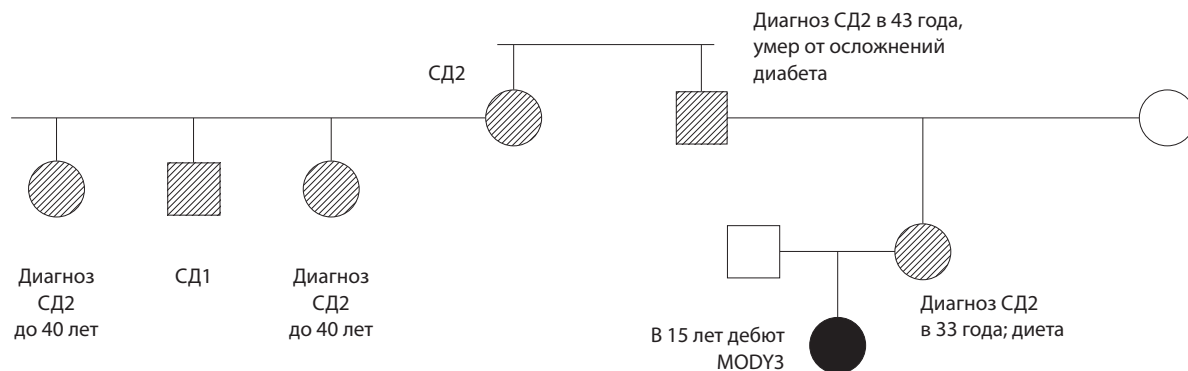 Диагноз СД2 в 43 года,
умер от осложнений
диабета
СД2
Диагноз
СД2
до 40 лет
СД1
Диагноз
СД2
до 40 лет
Диагноз СД2
в 33 года; диета
В 15 лет дебют
MODY3